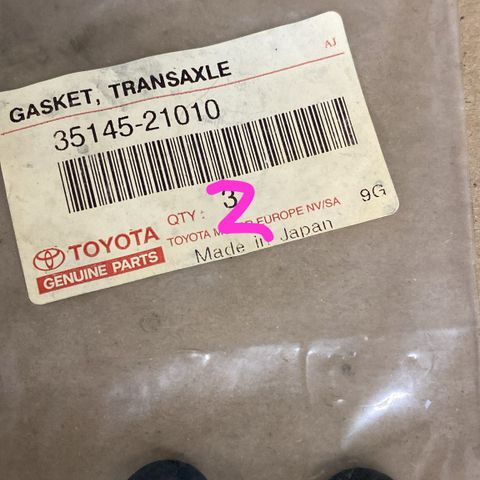 AJ
GASKET, TRANSAXLE
35145-21010
QTY : 3 9G
2
TOYOTA EUROPE NV/SA
Made in Japan
TOYOTA
GENUINE PARTS